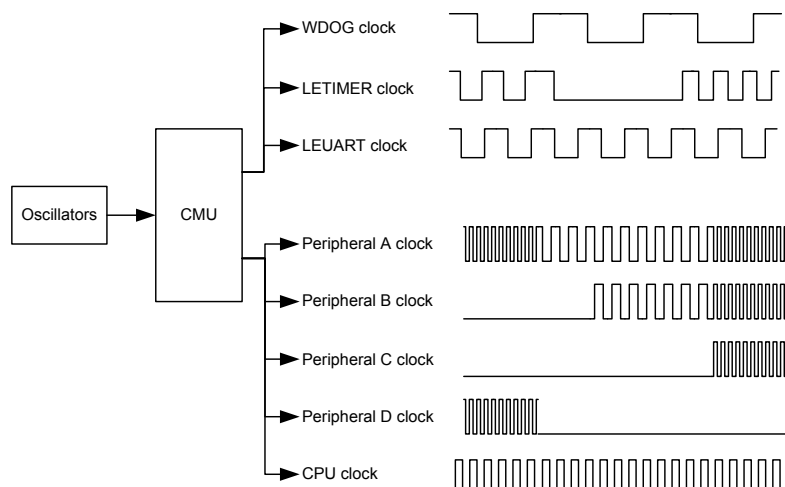 WDOG clock
LETIMER clock
LEUART clock
Oscillators
CMU
Peripheral A clock
Peripheral B clock
Peripheral C clock
Peripheral D clock
CPU clock